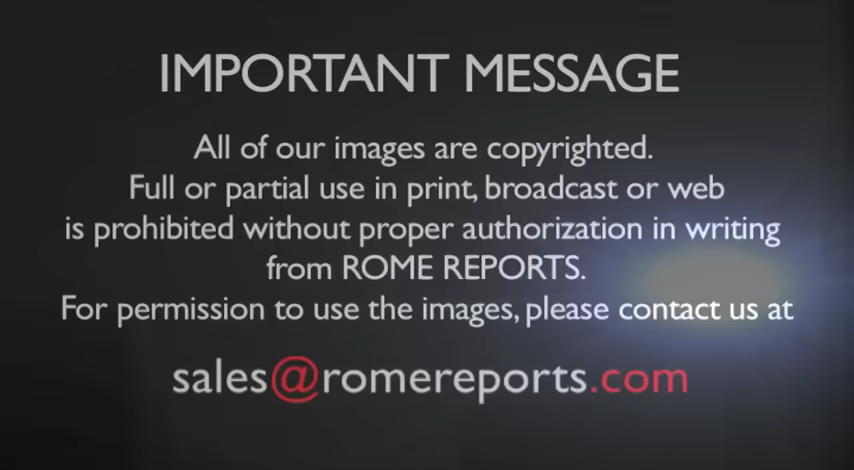 IMPORTANT MESSAGE
All of our images are copyrighted.
Full or partial use in print, broadcast or web
is prohibited without proper authorization in writing
from ROME REPORTS.
For permission to use the images, please contact us at
sales@romereports.com